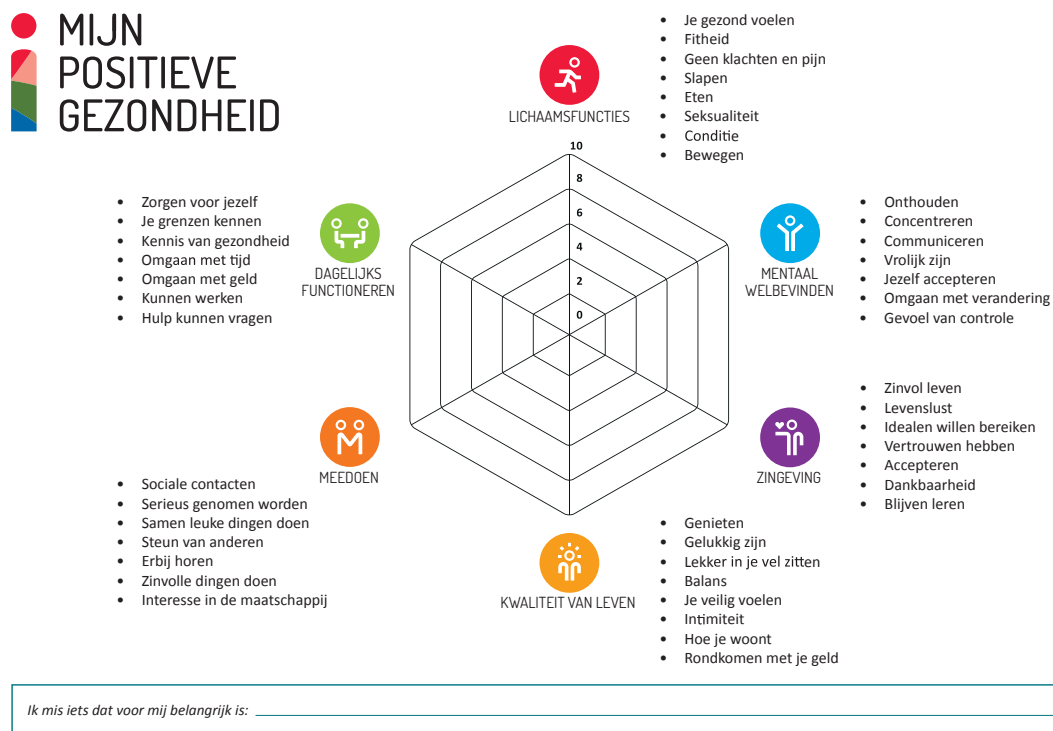 MIJN
POSITIEVE
GEZONDHEID
LICHAAMSFUNCTIES
• Je gezond voelen
• Fitheid
• Geen klachten en pijn
• Slapen
• Eten
• Seksualiteit
• Conditie
• Bewegen
10
8
6
4
2
0
• Zorgen voor jezelf
• Je grenzen kennen
• Kennis van gezondheid
• Omgaan met tijd
• Omgaan met geld
• Kunnen werken
• Hulp kunnen vragen
DAGELIJKS
FUNCTIONEREN
MENTAAL
WELBEVINDEN
• Onthouden
• Concentreren
• Communiceren
• Vrolijk zijn
• Jezelf accepteren
• Omgaan met verandering
• Gevoel van controle
MEEDOEN
• Sociale contacten
• Serieus genomen worden
• Samen leuke dingen doen
• Steun van anderen
• Erbij horen
• Zinvolle dingen doen
• Interesse in de maatschappij
ZINGEVING
• Zinvol leven
• Levenslust
• Idealen willen bereiken
• Vertrouwen hebben
• Accepteren
• Dankbaarheid
• Blijven leren
KWALITEIT VAN LEVEN
• Genieten
• Gelukkig zijn
• Lekker in je vel zitten
• Balans
• Je veilig voelen
• Intimiteit
• Hoe je woont
• Rondkomen met je geld
Ik mis iets dat voor mij belangrijk is: